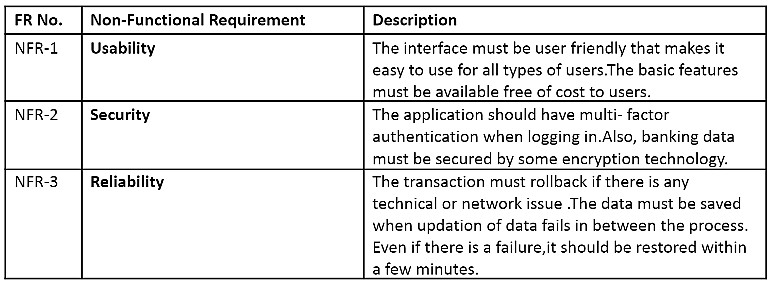 FR No. Non-Functional Requirement Description
NFR-1 Usability The interface must be user friendly that makes it
easy to use for all types of users.The basic features
must be available free of cost to users.
NFR-2 Security The application should have multi- factor
authentication when logging in.Also, banking data
must be secured by some encryption technology.
NFR-3 Reliability The transaction must rollback if there is any
technical or network issue .The data must be saved
when updation of data fails in between the process.
Even if there is a failure,it should be restored within
a few minutes.